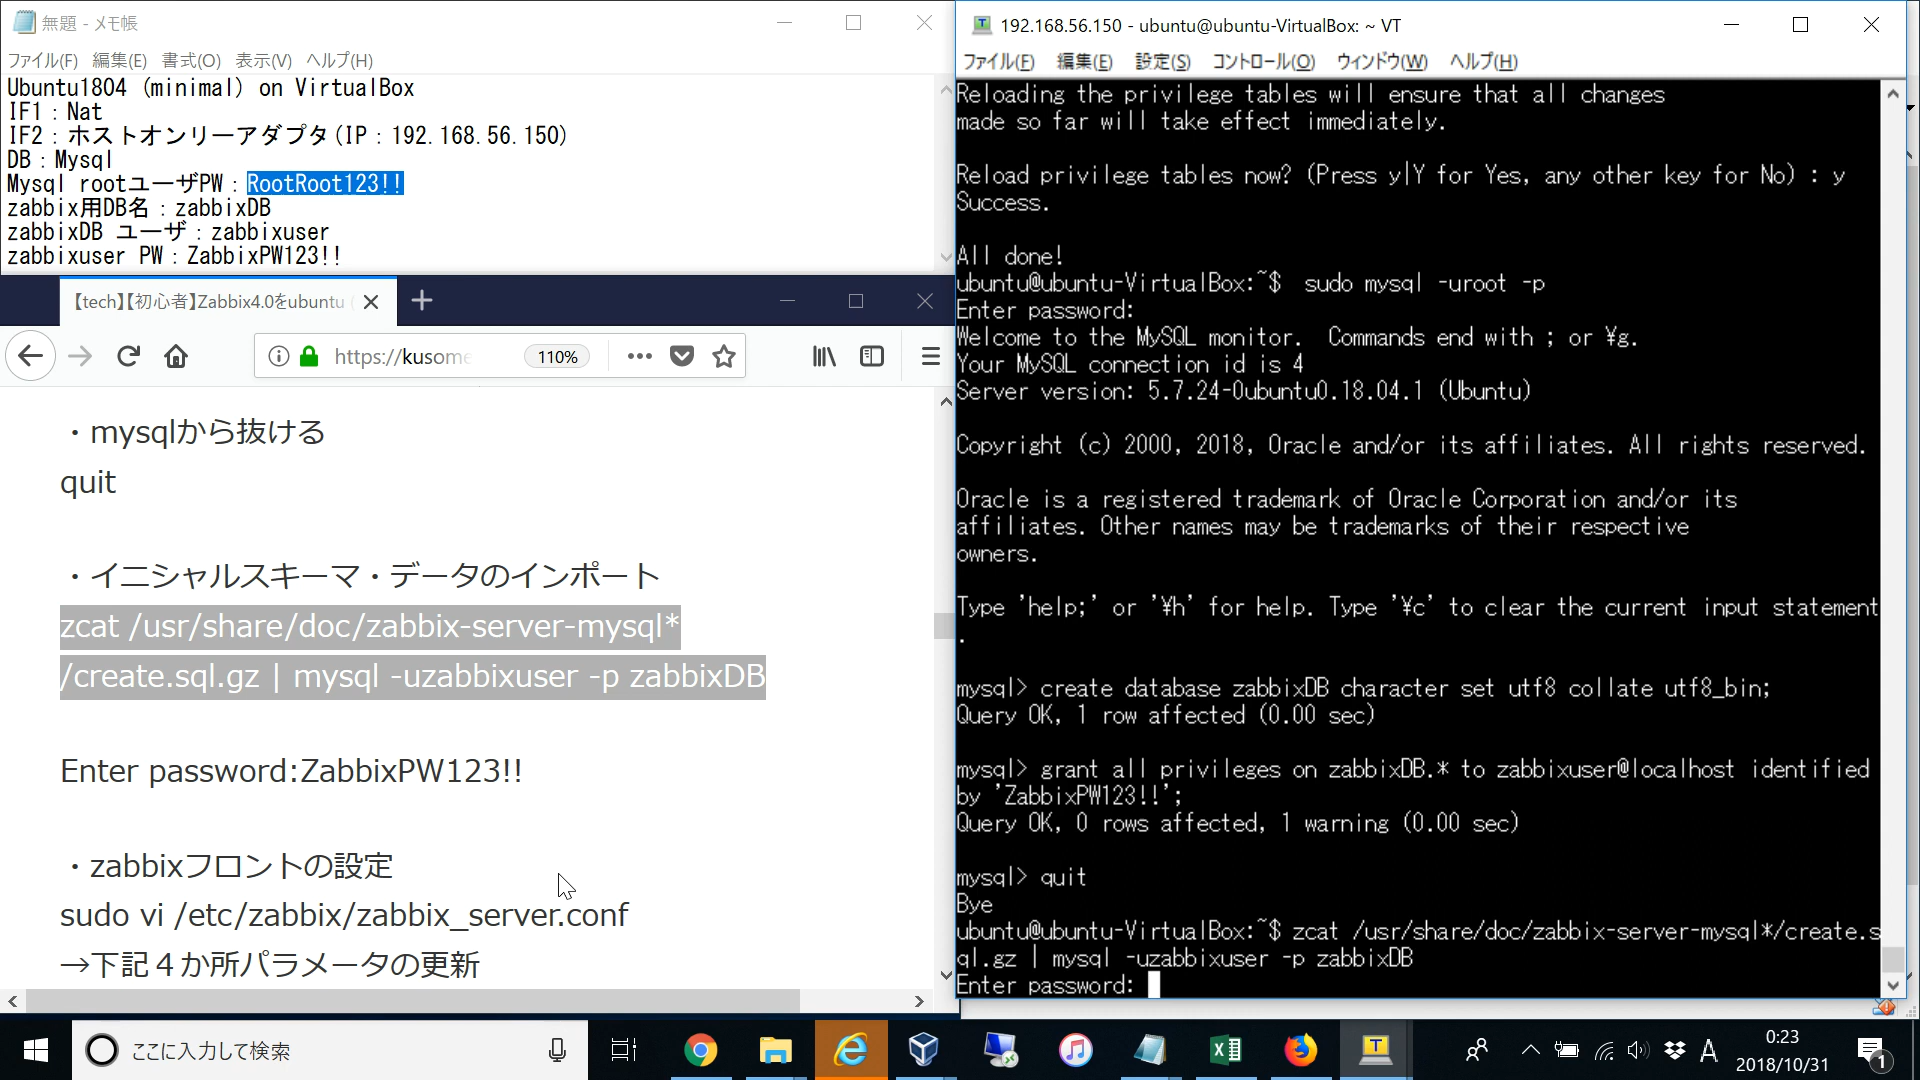 無題 - メモ帳
ファイル(F) 編集(E) 書式(O) 表示(V) ヘルプ(H)
Ubuntu1804 (minimal) on VirtualBox
IF1：Nat
IF2：ホストオンリーアダプタ(IP：192.168.56.150)
DB：Mysql
Mysql rootユーザPW：RootRoot123!!
zabbix用DB名：zabbixDB
zabbixDB ユーザ：zabbixuser
zabbixuser PW：ZabbixPW123!!
【tech】【初心者】Zabbix4.0をubuntu (
https://kusome
110%
・mysqlから抜ける
quit
・イニシャルスキーマ・データのインポート
zcat /usr/share/doc/zabbix-server-mysql*
/create.sql.gz | mysql -uzabbixuser -p zabbixDB
Enter password:ZabbixPW123!!
・zabbixフロントの設定
sudo vi /etc/zabbix/zabbix_server.conf
→下記４か所パラメータの更新
192.168.56.150 - ubuntu@ubuntu-VirtualBox: ~ VT
ファイル(F) 編集(E) 設定(S) コントロール(O) ウィンドウ(W) ヘルプ(H)
Reloading the privilege tables will ensure that all changes
made so far will take effect immediately.
Reload privilege tables now? (Press y|Y for Yes, any other key for No) : y
Success.
All done!
ubuntu@ubuntu-VirtualBox:~$  sudo mysql -uroot -p
Enter password:
Welcome to the MySQL monitor.  Commands end with ; or ¥g.
Your MySQL connection id is 4
Server version: 5.7.24-0ubuntu0.18.04.1 (Ubuntu)
Copyright (c) 2000, 2018, Oracle and/or its affiliates. All rights reserved.
Oracle is a registered trademark of Oracle Corporation and/or its
affiliates. Other names may be trademarks of their respective
owners.
Type 'help;' or '¥h' for help. Type '¥c' to clear the current input statement
.
mysql> create database zabbixDB character set utf8 collate utf8_bin;
Query OK, 1 row affected (0.00 sec)
mysql> grant all privileges on zabbixDB.* to zabbixuser@localhost identified
by 'ZabbixPW123!!';
Query OK, 0 rows affected, 1 warning (0.00 sec)
mysql> quit
Bye
ubuntu@ubuntu-VirtualBox:~$ zcat /usr/share/doc/zabbix-server-mysql*/create.s
ql.gz | mysql -uzabbixuser -p zabbixDB
Enter password:
ここに入力して検索
A
0:23
2018/10/31
1